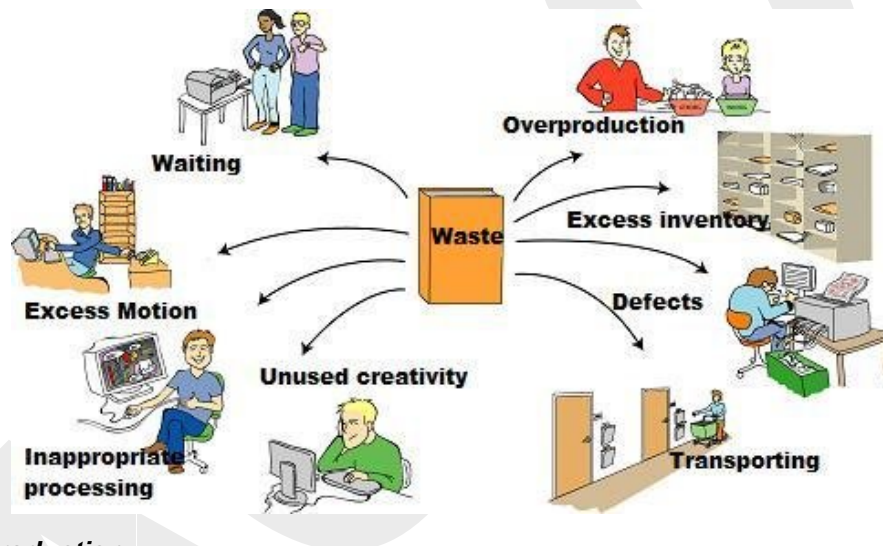 Waiting
Overproduction
Waste
Excess inventory
Excess Motion
Defects
Unused creativity
Inappropriate
processing
Transporting